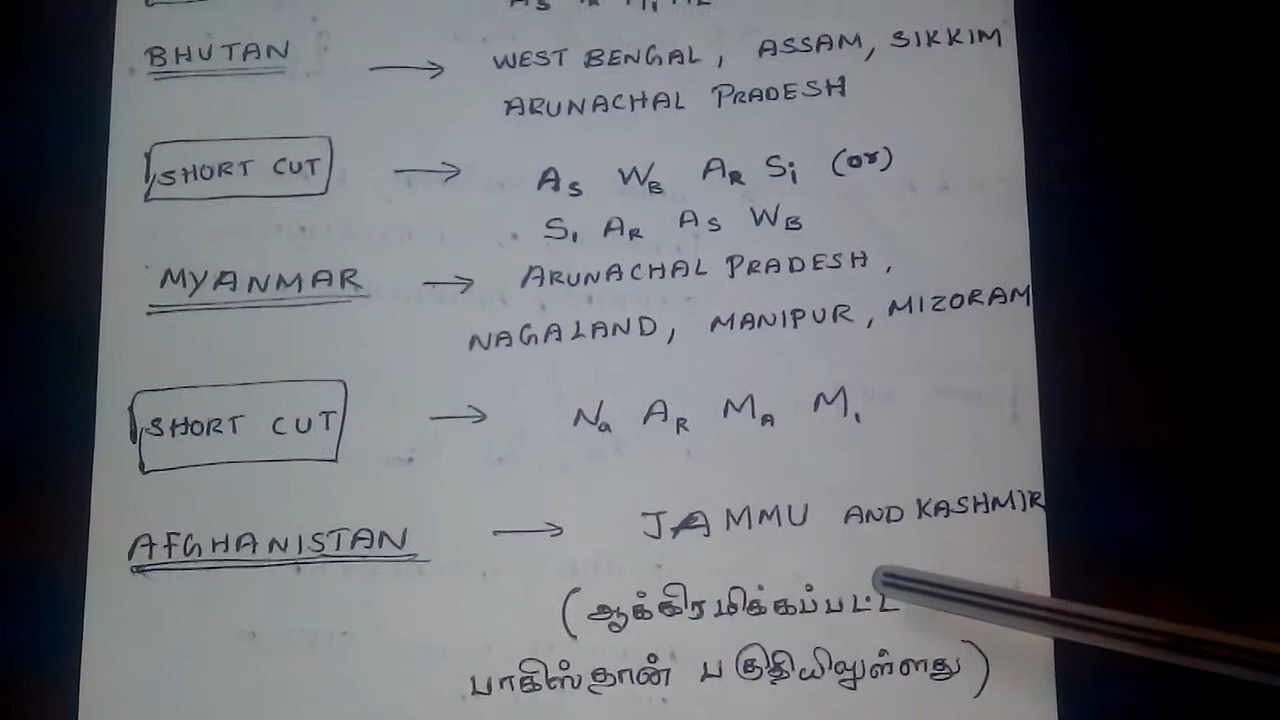 BHUTAN → WEST BENGAL, ASSAM, SIKKIM
ARUNACHAL PRADESH
SHORT CUT → AS WB AR Si (or)
Si AR AS WB
MYANMAR → ARUNACHAL PRADESH,
NAGALAND, MANIPUR, MIZORAM
SHORT CUT → Na AR MA Mi
AFGHANISTAN → JAMMU AND KASHMIR
(ஆக்கிரமிக்கப்பட்ட
பாகிஸ்தான் பகுதியிலுள்ளது)